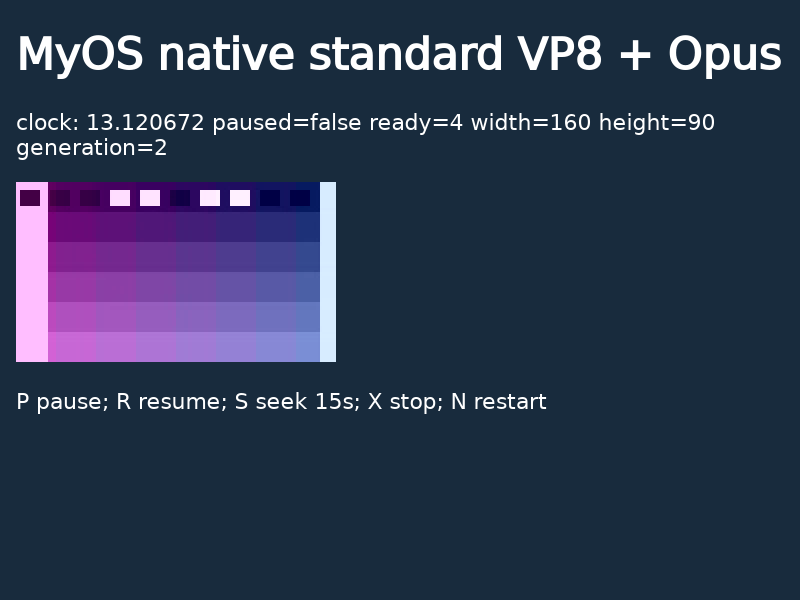 MyOS native standard VP8 + Opus
clock: 13.120672 paused=false ready=4 width=160 height=90
generation=2
P pause; R resume; S seek 15s; X stop; N restart